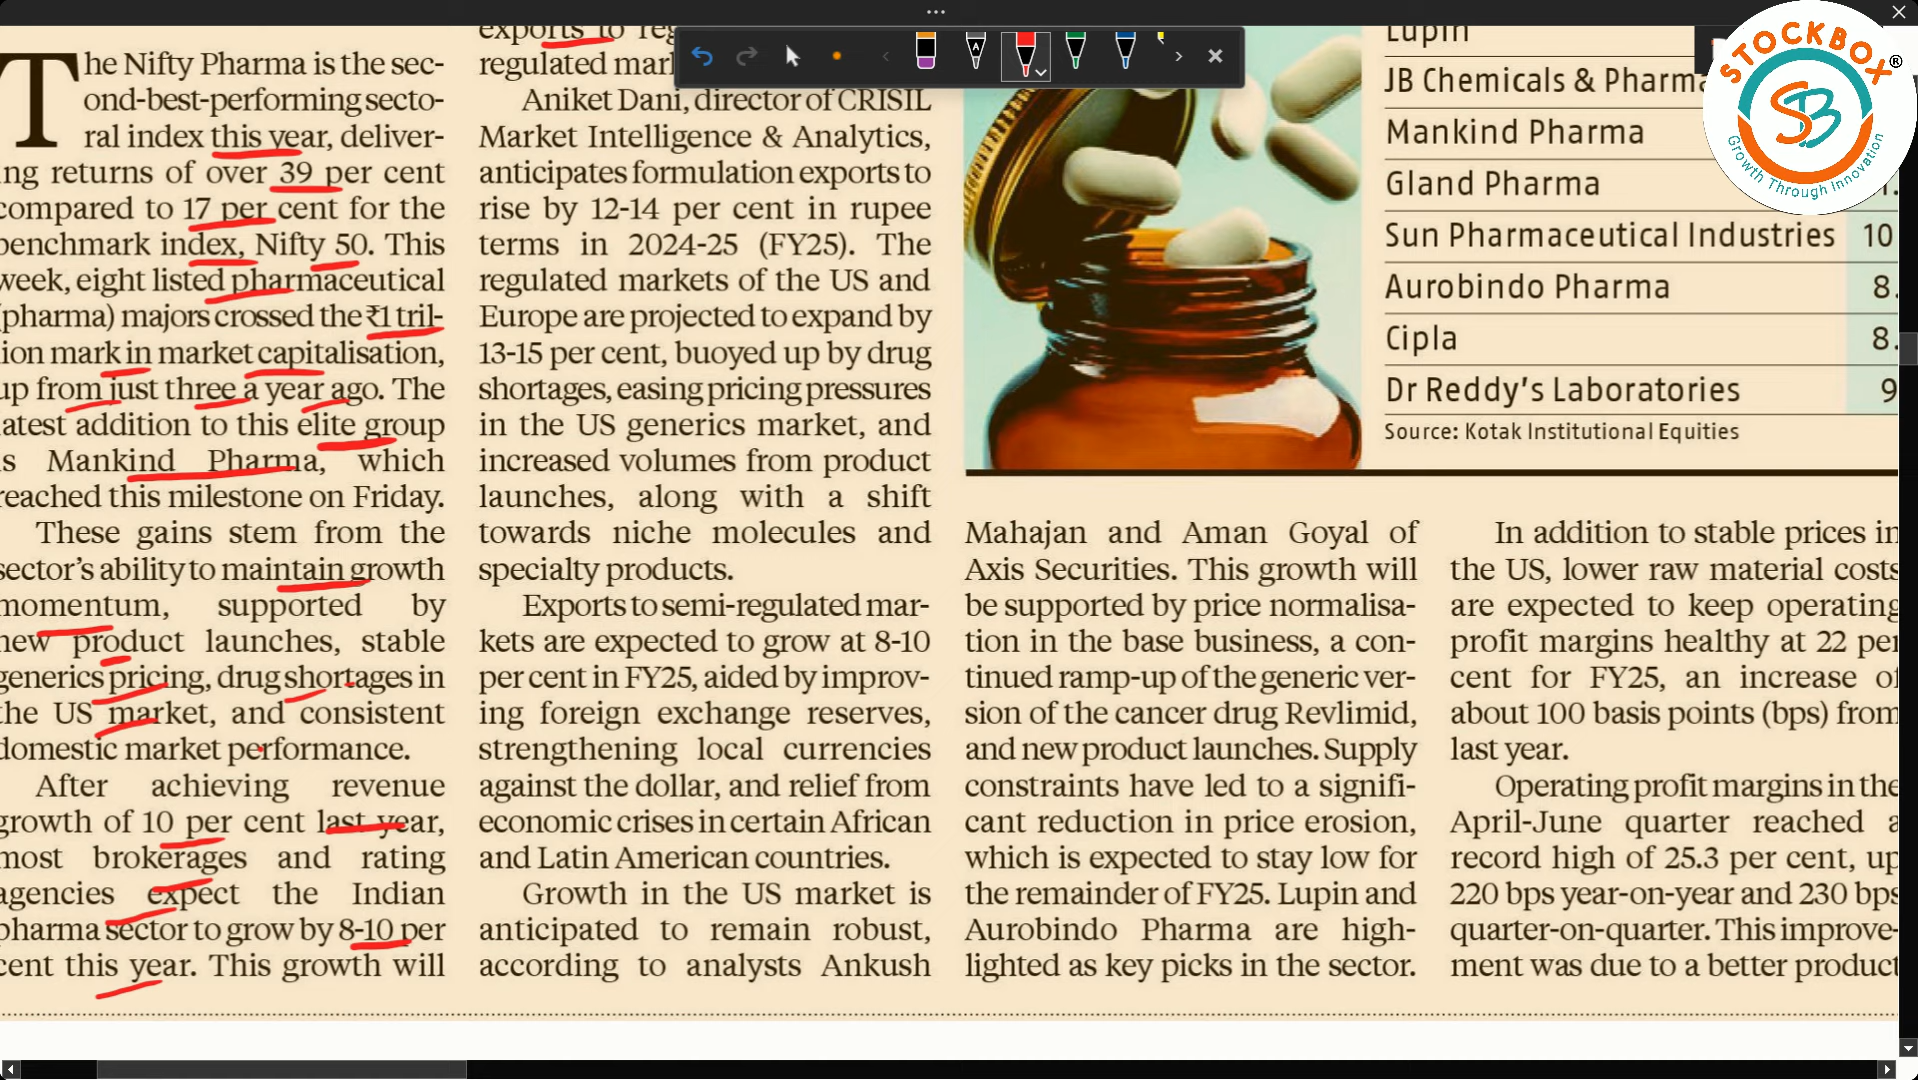 The Nifty Pharma is the sec-
ond-best-performing secto-
ral index this year, deliver-
ing returns of over 39 per cent
compared to 17 per cent for the
benchmark index, Nifty 50. This
week, eight listed pharmaceutical
(pharma) majors crossed the ₹1 tril-
lion mark in market capitalisation,
up from just three a year ago. The
latest addition to this elite group
is Mankind Pharma, which
reached this milestone on Friday.
These gains stem from the
sector's ability to maintain growth
momentum, supported by
new product launches, stable
generics pricing, drug shortages in
the US market, and consistent
domestic market performance.
After achieving revenue
growth of 10 per cent last year,
most brokerages and rating
agencies expect the Indian
pharma sector to grow by 8-10 per
cent this year. This growth will
exports to
regulated
Aniket Dani, director of CRISIL
Market Intelligence & Analytics,
anticipates formulation exports to
rise by 12-14 per cent in rupee
terms in 2024-25 (FY25). The
regulated markets of the US and
Europe are projected to expand by
13-15 per cent, buoyed up by drug
shortages, easing pricing pressures
in the US generics market, and
increased volumes from product
launches, along with a shift
towards niche molecules and
specialty products.
Exports to semi-regulated mar-
kets are expected to grow at 8-10
per cent in FY25, aided by improv-
ing foreign exchange reserves,
strengthening local currencies
against the dollar, and relief from
economic crises in certain African
and Latin American countries.
Growth in the US market is
anticipated to remain robust,
according to analysts Ankush
Lupin
JB Chemicals & Pharma
Mankind Pharma
Gland Pharma
Sun Pharmaceutical Industries 10
Aurobindo Pharma 8.
Cipla 8.
Dr Reddy's Laboratories 9
Source: Kotak Institutional Equities
Mahajan and Aman Goyal of
Axis Securities. This growth will
be supported by price normalisa-
tion in the base business, a con-
tinued ramp-up of the generic ver-
sion of the cancer drug Revlimid,
and new product launches. Supply
constraints have led to a signifi-
cant reduction in price erosion,
which is expected to stay low for
the remainder of FY25. Lupin and
Aurobindo Pharma are high-
lighted as key picks in the sector.
In addition to stable prices in
the US, lower raw material costs
are expected to keep operating
profit margins healthy at 22 per
cent for FY25, an increase of
about 100 basis points (bps) from
last year.
Operating profit margins in the
April-June quarter reached a
record high of 25.3 per cent, up
220 bps year-on-year and 230 bps
quarter-on-quarter. This improve-
ment was due to a better product
STOCKBOX®
SB
Growth Through Innovation